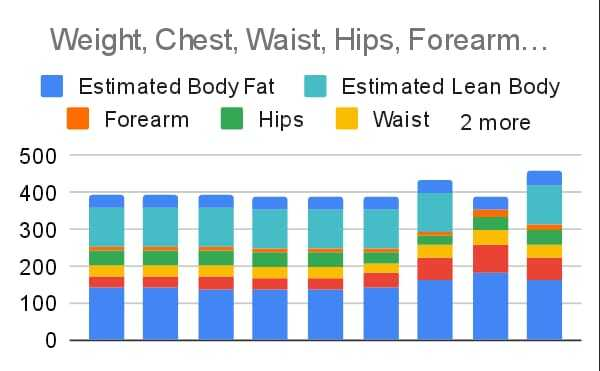 Weight, Chest, Waist, Hips, Forearm…
Estimated Body Fat Estimated Lean Body
Forearm Hips Waist 2 more
500
400
300
200
100
0